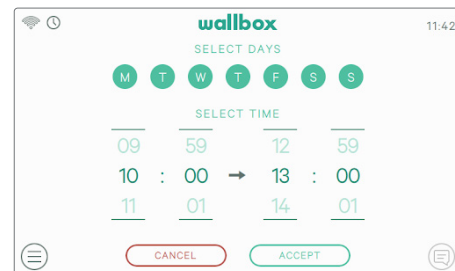 wallbox
11:42
SELECT DAYS
M T W T F S S
SELECT TIME
09 59 12 59
10 : 00 → 13 : 00
11 01 14 01
CANCEL ACCEPT